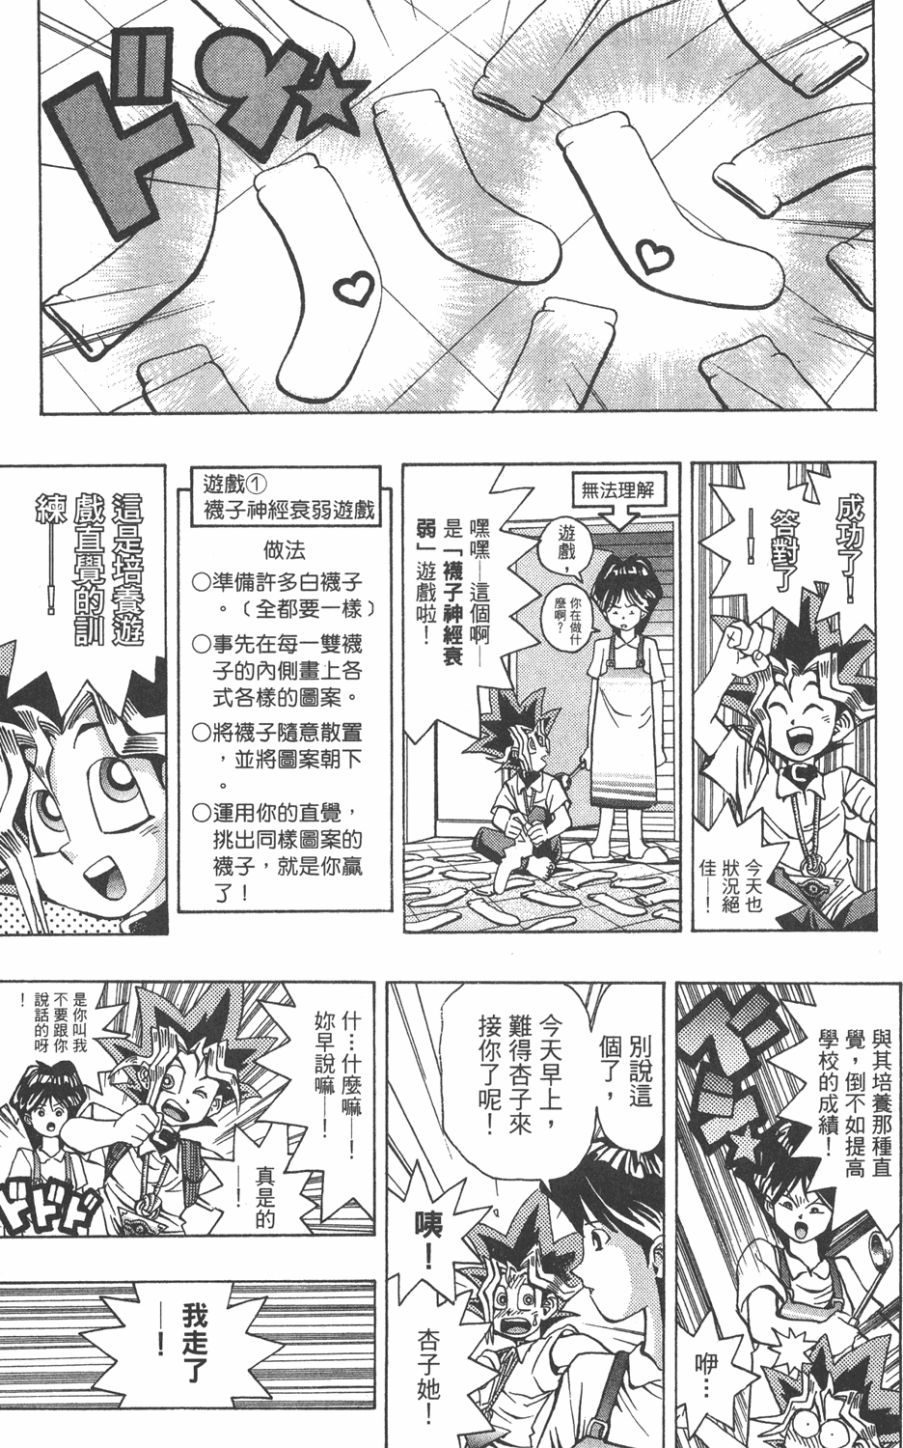 ドン☆
成功了！
答對了
—！
今天也
狀況絕
佳—！
無法理解
遊戲，
你在做什
麼啊？
嘿嘿—這個啊—
是「襪子神經衰
弱」遊戲啦！
遊戲①
襪子神經衰弱遊戲
做法
○準備許多白襪子
。（全都要一樣）
○事先在每一雙襪
子的內側畫上各
式各樣的圖案。
○將襪子隨意散置
，並將圖案朝下
。
○運用你的直覺，
挑出同樣圖案的
襪子，就是你贏
了！
這是培養遊
戲直覺的訓
練——！
與其培養那種直
覺，倒不如提高
學校的成績！
咿…
別說這
個了，
今天早上，
難得杏子來
接你了呢！
咦！
杏子她！
什…什麼嘛—！
妳早說嘛——！
真是的
—！
是你叫我
不要跟你
說話的呀
！
ドドド
我走了
—！